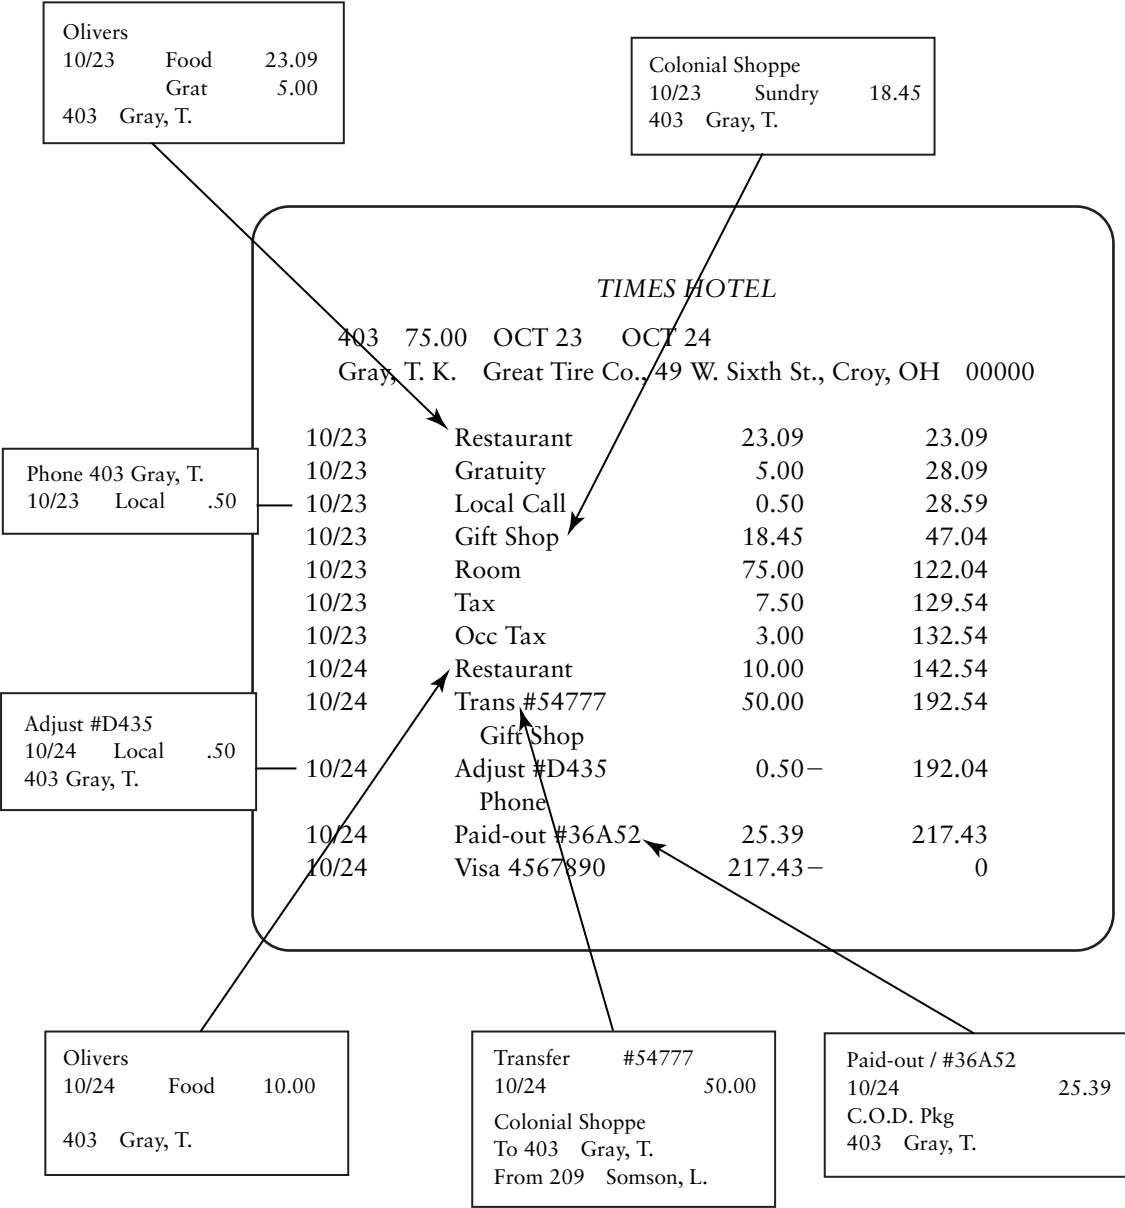 Olivers
10/23 Food 23.09
Grat 5.00
403 Gray, T.
Colonial Shoppe
10/23 Sundry 18.45
403 Gray, T.
TIMES HOTEL
403 75.00 OCT 23 OCT 24
Gray, T. K. Great Tire Co., 49 W. Sixth St., Croy, OH 00000
10/23 Restaurant 23.09 23.09
10/23 Gratuity 5.00 28.09
10/23 Local Call 0.50 28.59
10/23 Gift Shop 18.45 47.04
10/23 Room 75.00 122.04
10/23 Tax 7.50 129.54
10/23 Occ Tax 3.00 132.54
10/24 Restaurant 10.00 142.54
10/24 Trans #54777 50.00 192.54
Gift Shop
10/24 Adjust #D435 0.50− 192.04
Phone
10/24 Paid-out #36A52 25.39 217.43
10/24 Visa 4567890 217.43− 0
Phone 403 Gray, T.
10/23 Local .50
Adjust #D435
10/24 Local .50
403 Gray, T.
Olivers
10/24 Food 10.00
403 Gray, T.
Transfer #54777
10/24 50.00
Colonial Shoppe
To 403 Gray, T.
From 209 Somson, L.
Paid-out / #36A52
10/24 25.39
C.O.D. Pkg
403 Gray, T.